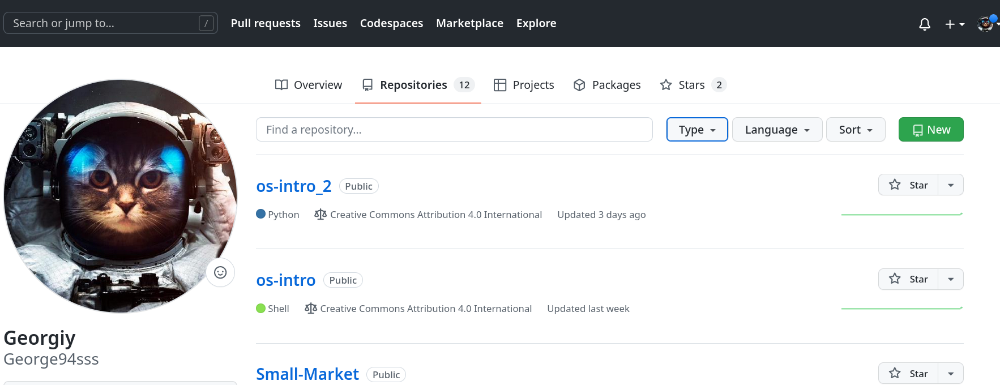 Search or jump to... / Pull requests Issues Codespaces Marketplace Explore
Overview Repositories 12 Projects Packages Stars 2
Find a repository... Type Language Sort New
os-intro_2 Public Star
Python Creative Commons Attribution 4.0 International Updated 3 days ago
os-intro Public Star
Shell Creative Commons Attribution 4.0 International Updated last week
Georgiy
George94sss
Small-Market Public Star